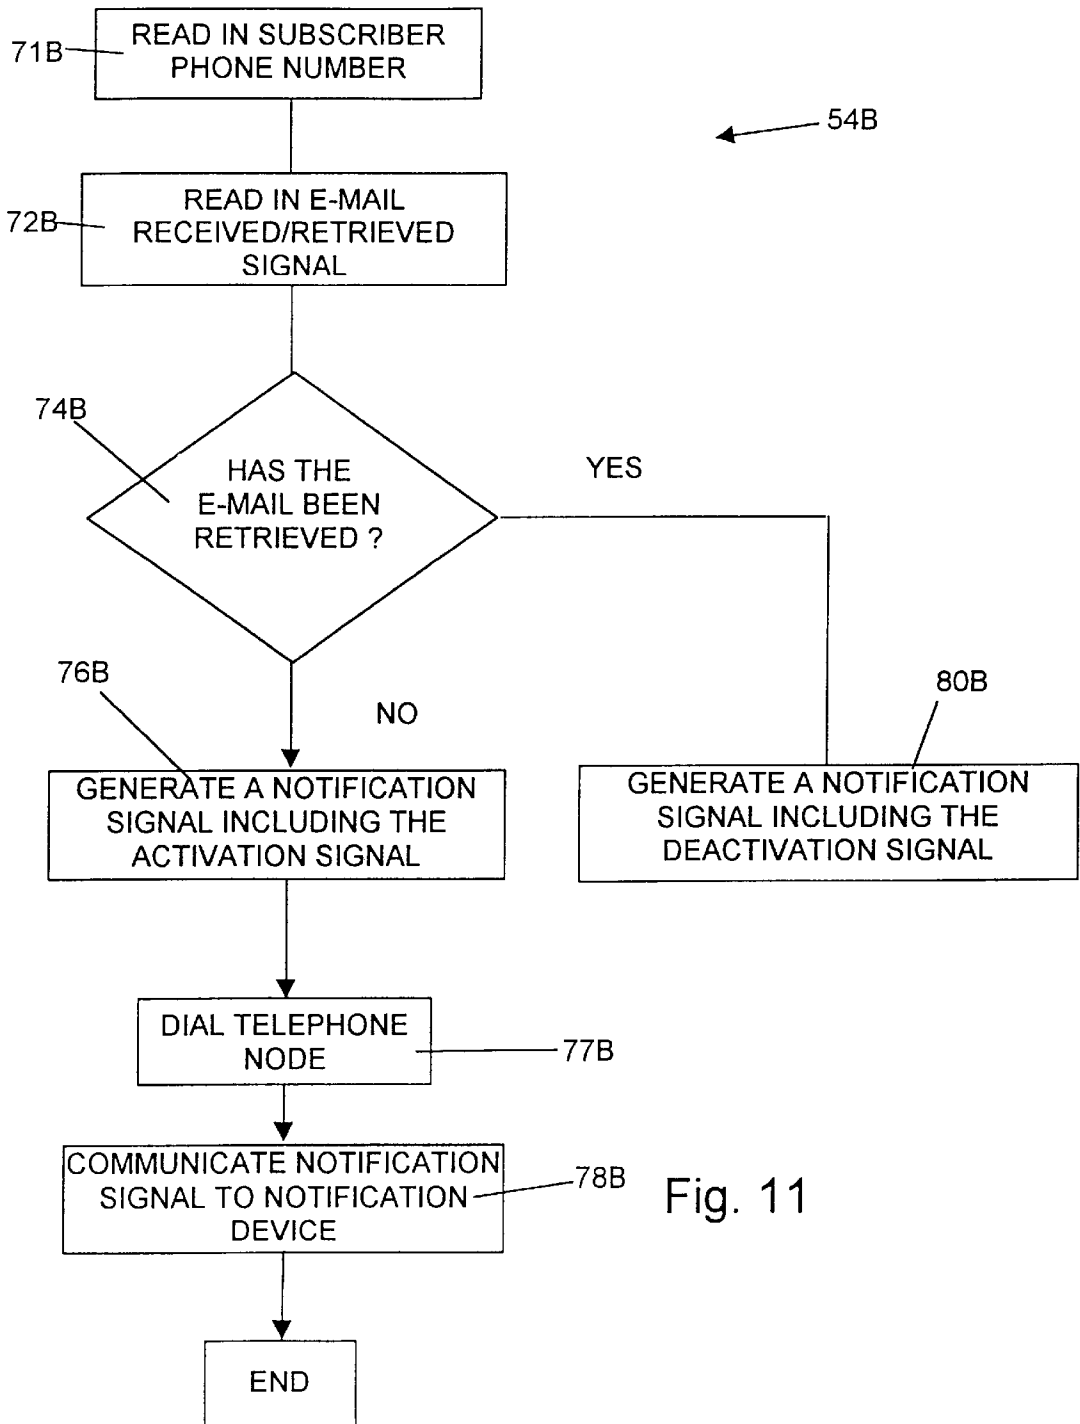 READ IN SUBSCRIBER
PHONE NUMBER
71B
54B
READ IN E-MAIL
RECEIVED/RETRIEVED
SIGNAL
72B
74B
HAS THE
E-MAIL BEEN
RETRIEVED ?
YES
76B
NO
80B
GENERATE A NOTIFICATION
SIGNAL INCLUDING THE
ACTIVATION SIGNAL
GENERATE A NOTIFICATION
SIGNAL INCLUDING THE
DEACTIVATION SIGNAL
DIAL TELEPHONE
NODE
77B
COMMUNICATE NOTIFICATION
SIGNAL TO NOTIFICATION
DEVICE
78B
Fig. 11
END